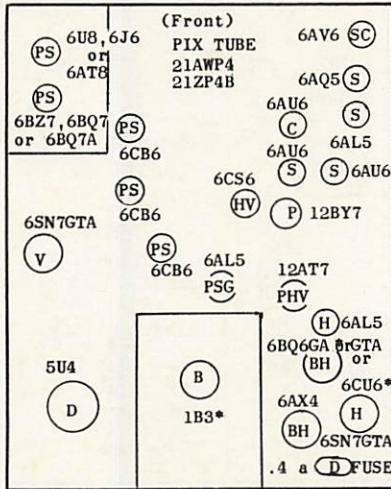 (Front)
PIX TUBE
21AWP4
21ZP4B
PS
6U8,6J6
or
6AT8
PS
6BZ7,6BQ7
or 6BQ7A
6AV6
SC
6AQ5
S
S
6AL5
6AU6
C
6AU6
S
S
6AU6
PS
6CB6
PS
6CB6
6CS6
HV
P
12BY7
PS
6CB6
6SN7GTA
V
6AL5
PSG
12AT7
PHV
H
6AL5
6BQ6GA * or GTA
or
BH
6CU6*
5U4
D
B
1B3*
6AX4
BH
H
6SN7GTA
.4 a D FUSE